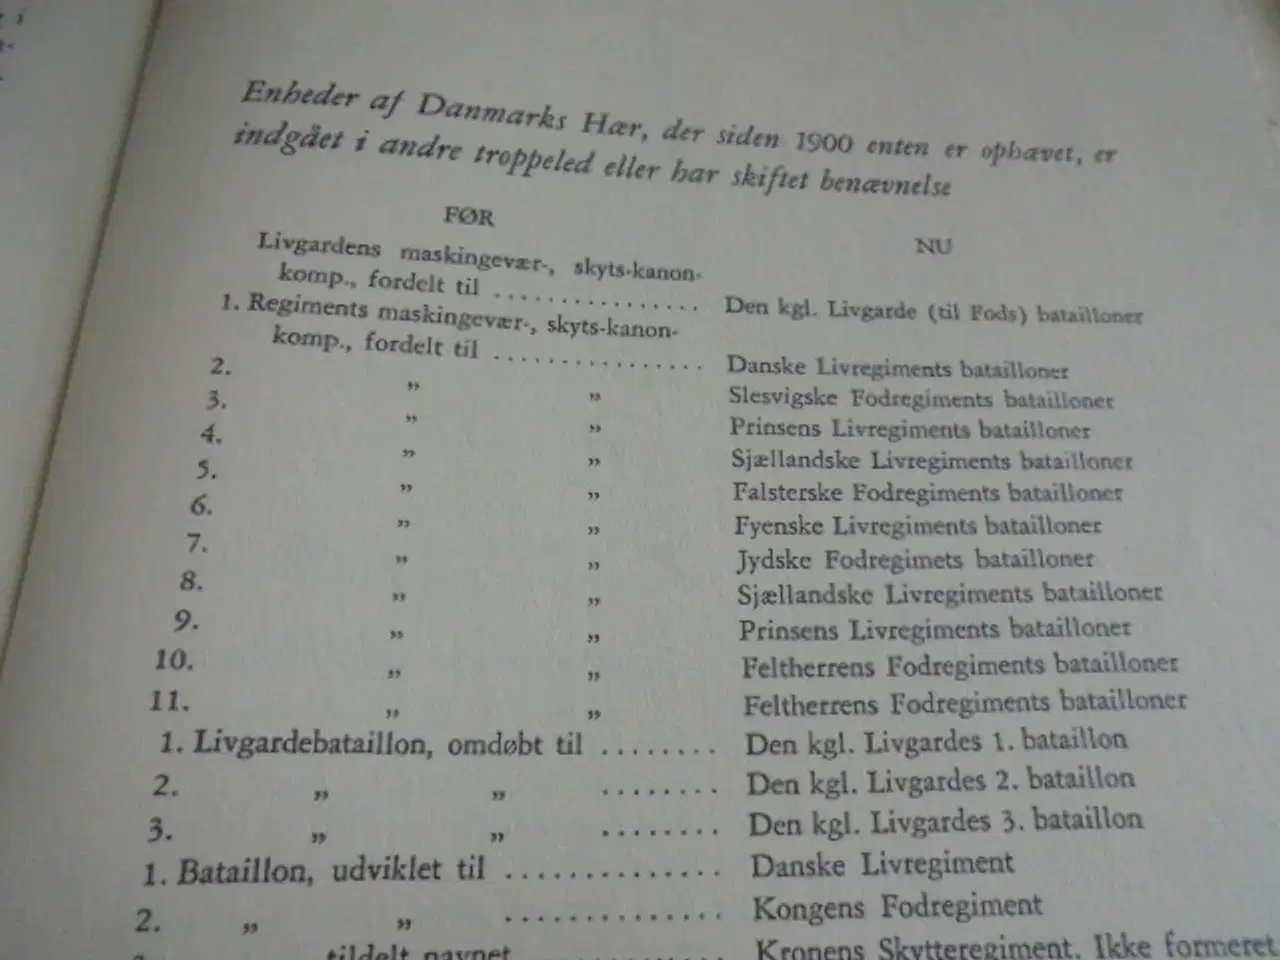 Enheder af Danmarks Hær, der siden 1900 enten er ophævet, er
indgået i andre troppeled eller har skiftet benævnelse
FØR NU
Livgardens maskingevær-, skyts-kanon-
komp., fordelt til ................ Den kgl. Livgarde (til Fods) batailloner
1. Regiments maskingevær-, skyts-kanon-
komp., fordelt til ................ Danske Livregiments batailloner
2. „ „ Slesvigske Fodregiments batailloner
3. „ „ Prinsens Livregiments batailloner
4. „ „ Sjællandske Livregiments batailloner
5. „ „ Falsterske Fodregiments batailloner
6. „ „ Fyenske Livregiments batailloner
7. „ „ Jydske Fodregimets batailloner
8. „ „ Sjællandske Livregiments batailloner
9. „ „ Prinsens Livregiments batailloner
10. „ „ Feltherrens Fodregiments batailloner
11. „ „ Feltherrens Fodregiments batailloner
1. Livgardebataillon, omdøbt til ........ Den kgl. Livgardes 1. bataillon
2. „ „ ........ Den kgl. Livgardes 2. bataillon
3. „ „ ........ Den kgl. Livgardes 3. bataillon
1. Bataillon, udviklet til .............. Danske Livregiment
2. „ „ .............. Kongens Fodregiment
tildelt navnet Kronens Skytteregiment. Ikke formeret